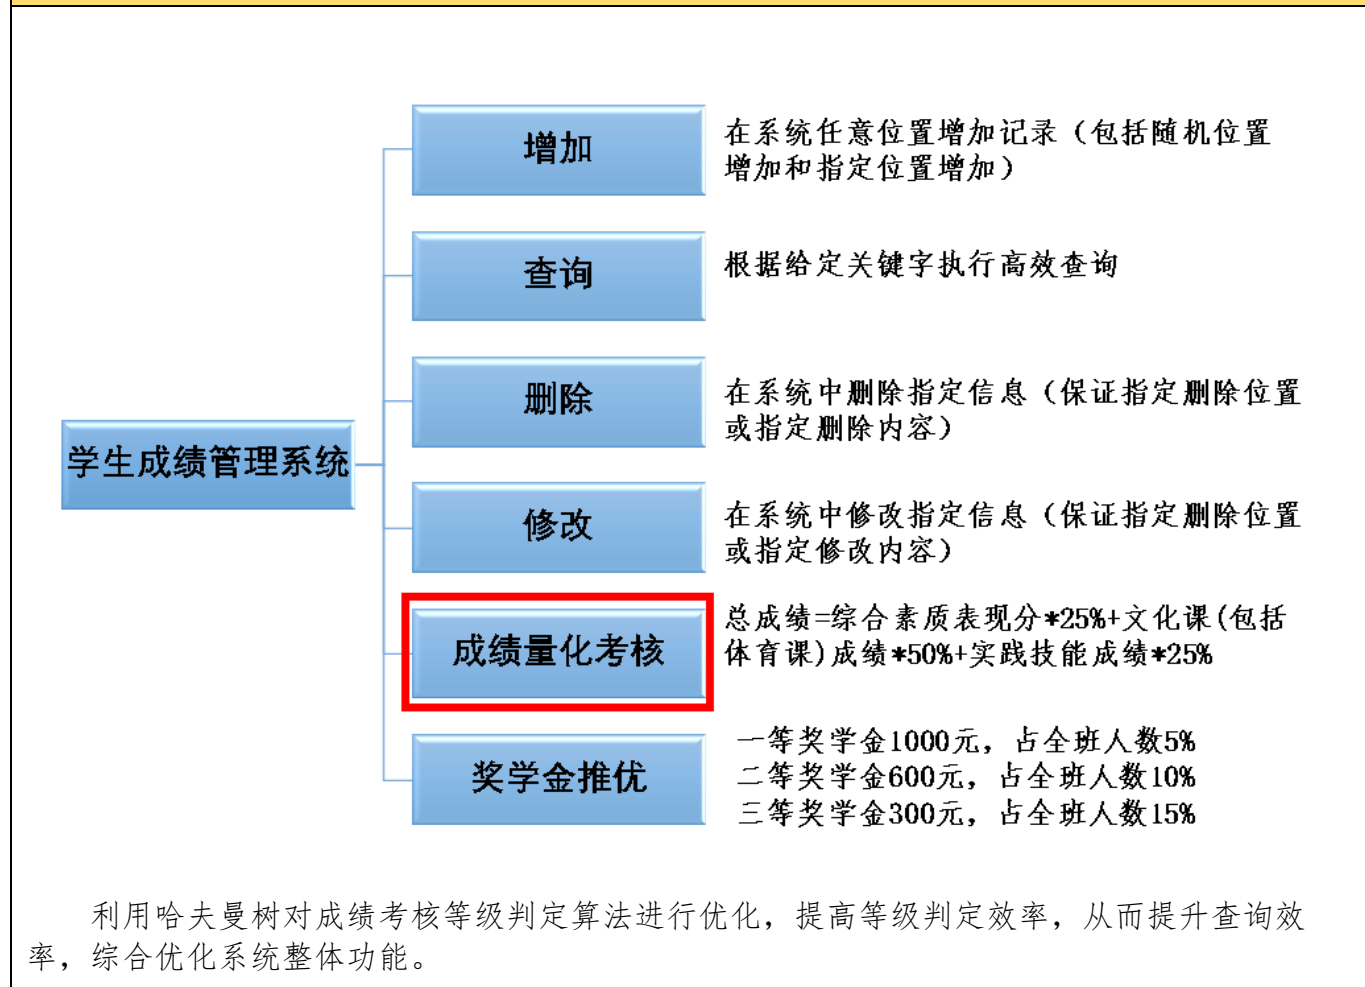 增加
在系统任意位置增加记录（包括随机位置
增加和指定位置增加）
查询
根据给定关键字执行高效查询
删除
在系统中删除指定信息（保证指定删除位置
或指定删除内容）
学生成绩管理系统
修改
在系统中修改指定信息（保证指定删除位置
或指定修改内容）
成绩量化考核
总成绩=综合素质表现分*25%+文化课(包括
体育课)成绩*50%+实践技能成绩*25%
奖学金推优
一等奖学金1000元，占全班人数5%
二等奖学金600元，占全班人数10%
三等奖学金300元，占全班人数15%
利用哈夫曼树对成绩考核等级判定算法进行优化，提高等级判定效率，从而提升查询效
率，综合优化系统整体功能。